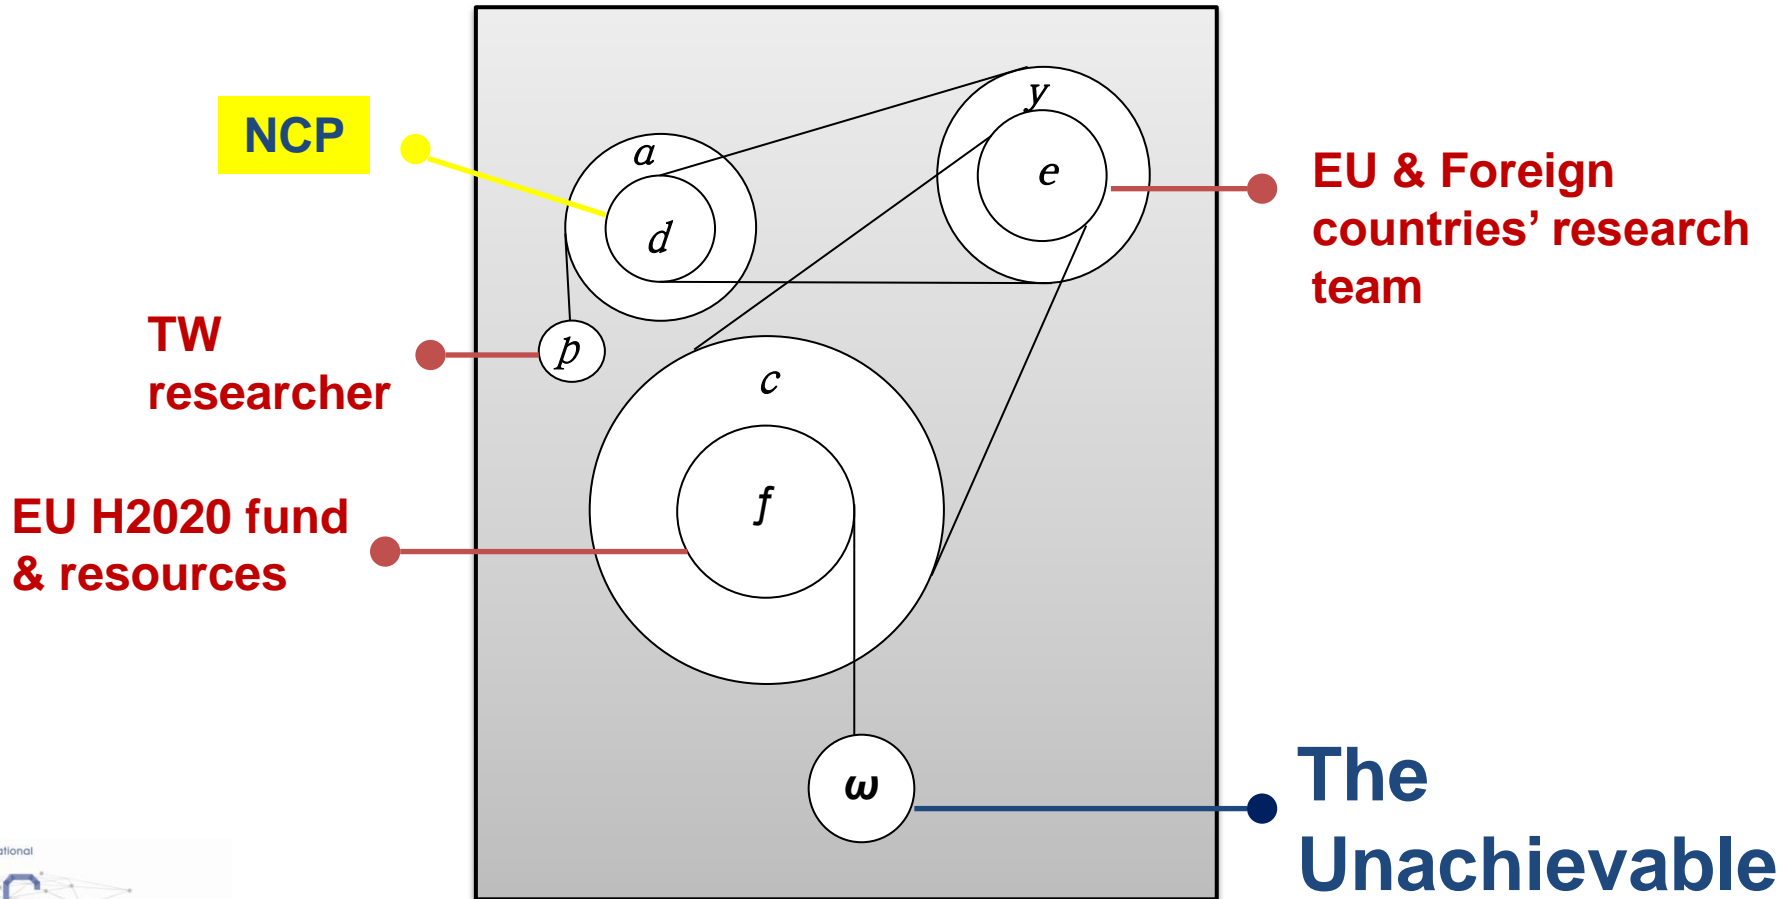 NCP
a
d
y
e
EU & Foreign
countries’ research
team
TW
researcher
p
c
f
EU H2020 fund
& resources
ω
The
Unachievable